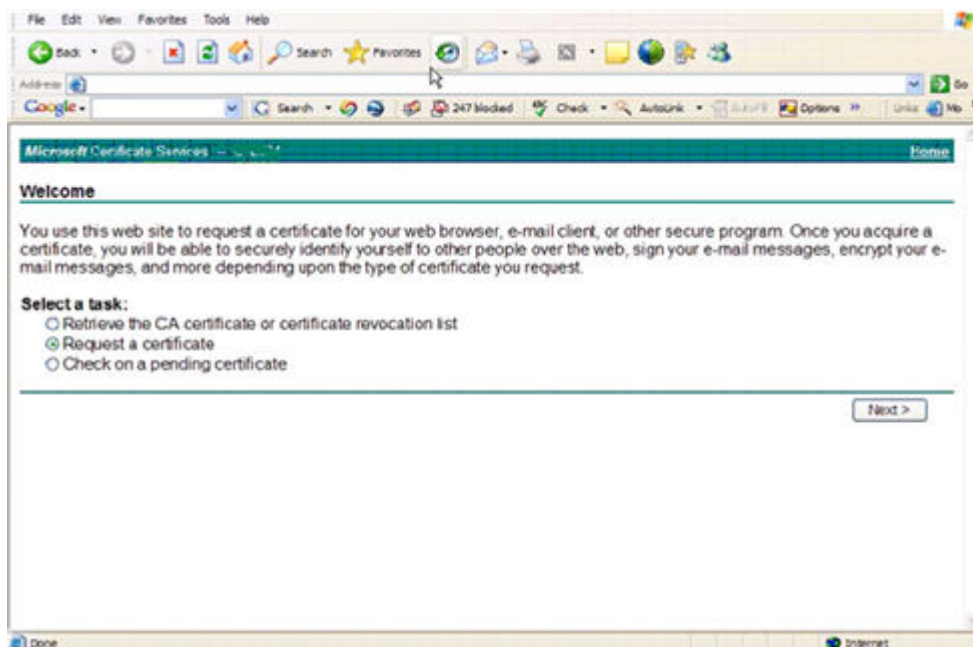 File Edit View Favorites Tools Help
Back Search Favorites
Address Go
Google Search 247 blocked Check AutoLink Options » Links
Microsoft Certificate Services -- Home
Welcome
You use this web site to request a certificate for your web browser, e-mail client, or other secure program. Once you acquire a
certificate, you will be able to securely identify yourself to other people over the web, sign your e-mail messages, encrypt your e-
mail messages, and more depending upon the type of certificate you request.
Select a task:
Retrieve the CA certificate or certificate revocation list
Request a certificate
Check on a pending certificate
Next >
Done Internet